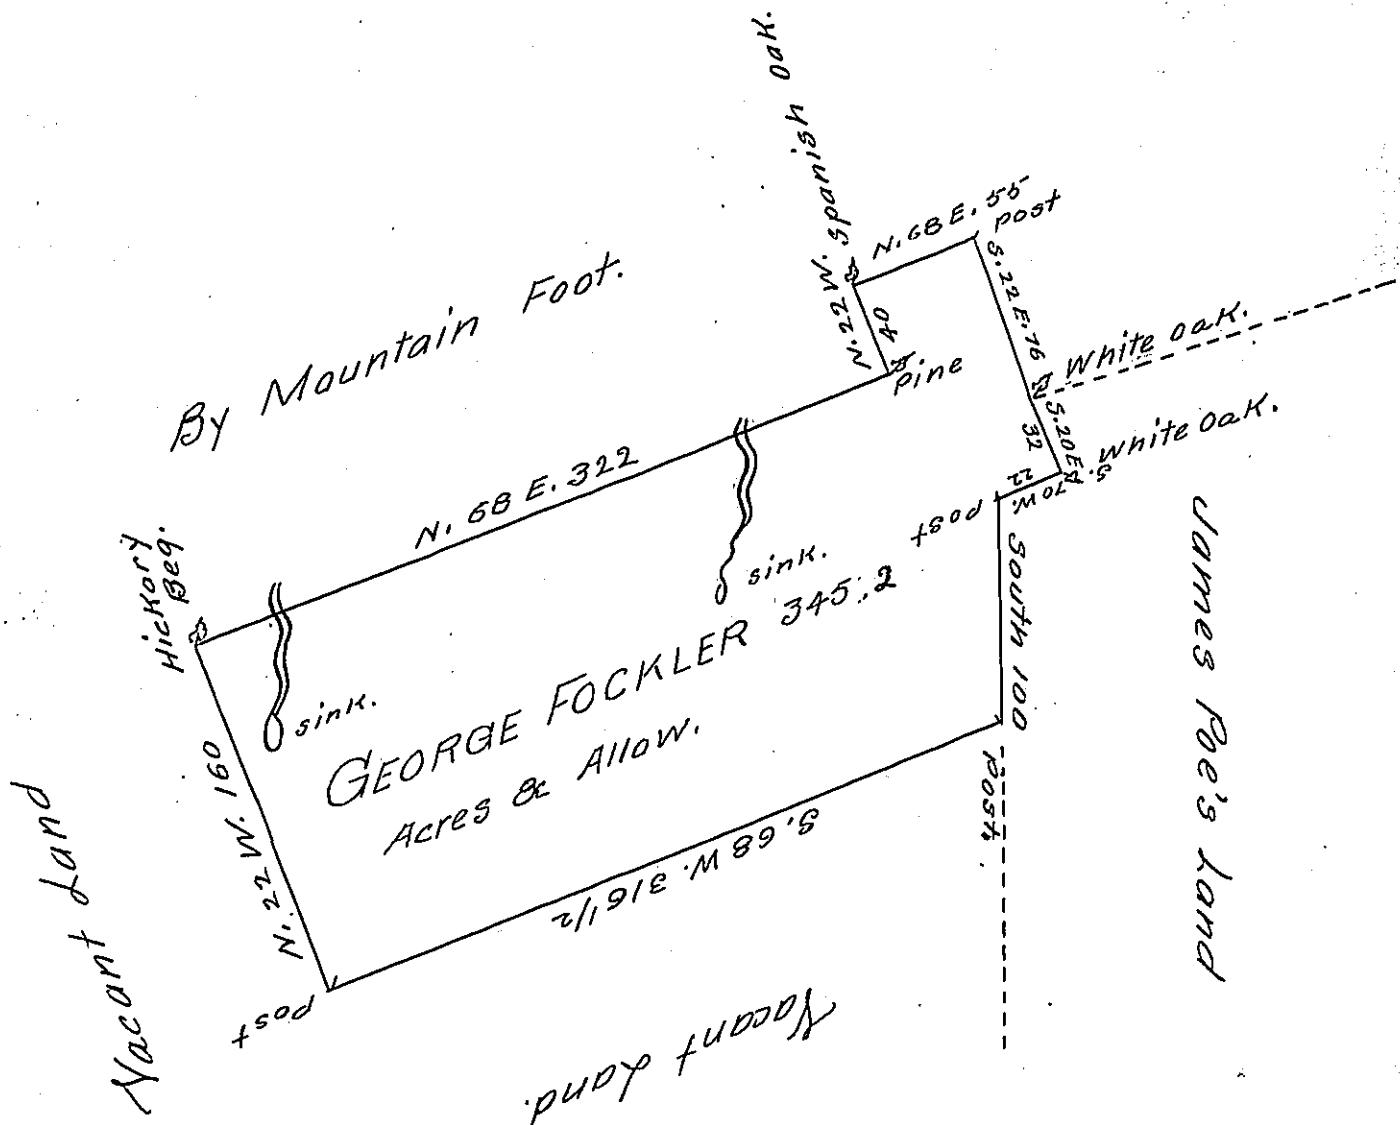 Spanish Oak.
N. 22 W.
40
N. 68 E. 55
post
S. 22 E. 76
White oak.
S. 20 E
32
white oak.
S. 70 W.
22
post
Pine
By Mountain Foot.
N. 68 E. 322
Hickory
Beg.
sink.
sink.
GEORGE FOCKLER 345 : 2
Acres & Allow.
South 100
James Poe's Land
Post
S. 68 W. 316 1/2
N. 22 W. 160
Post
Vacant Land
Vacant Land.